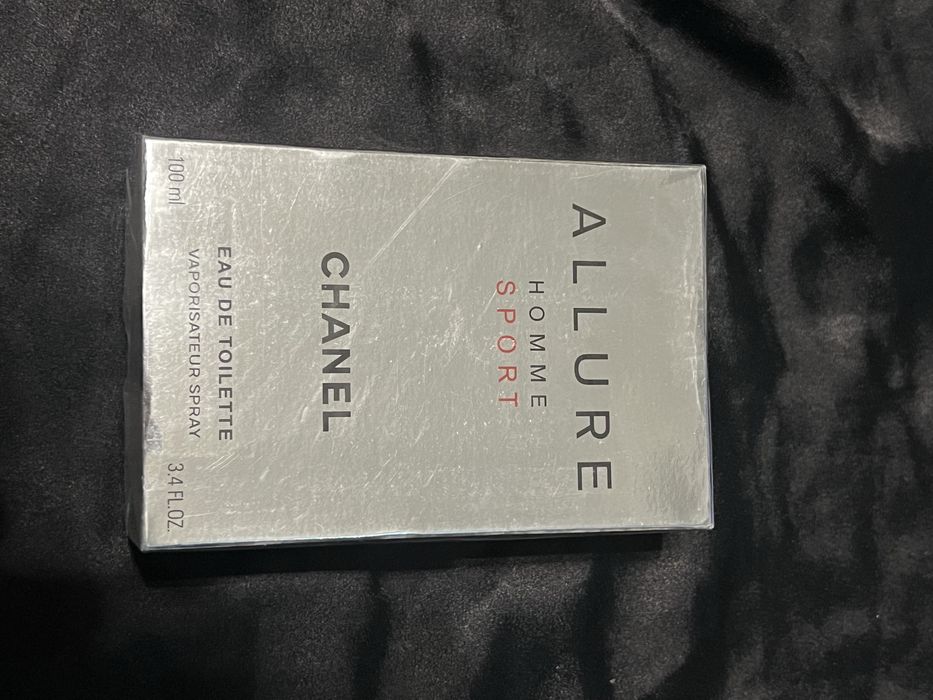 ALLURE
HOMME
SPORT
CHANEL
EAU DE TOILETTE
VAPORISATEUR SPRAY
100 ml 3.4 FL.OZ.